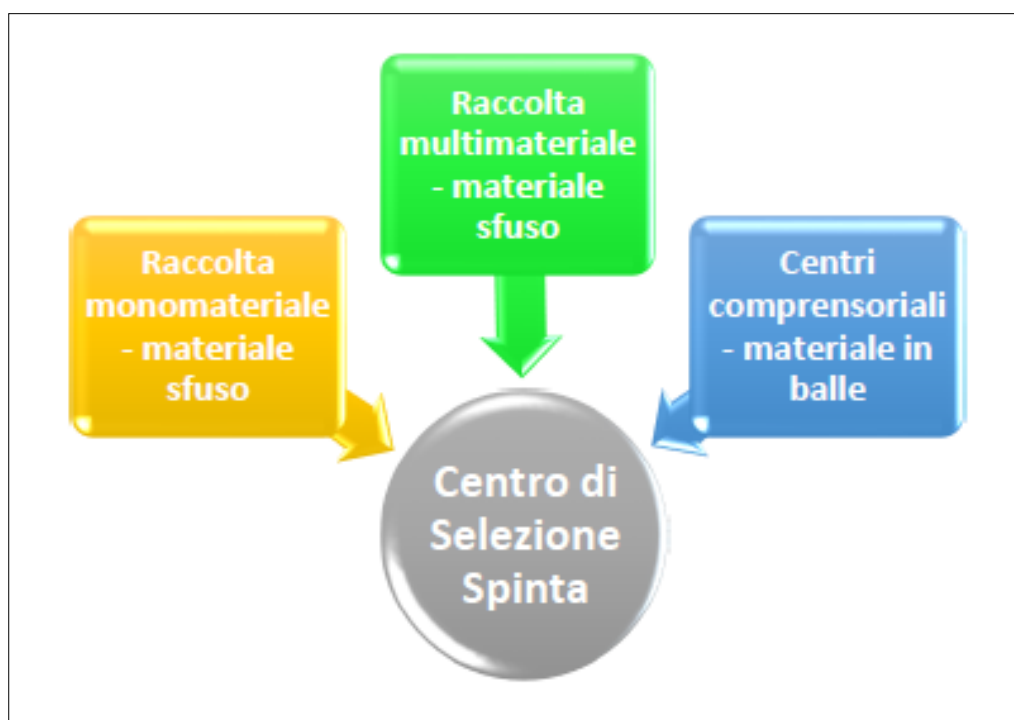 Raccolta
multimateriale
- materiale
sfuso
Raccolta
monomateriale
- materiale
sfuso
Centri
comprensoriali
- materiale in
balle
Centro di
Selezione
Spinta